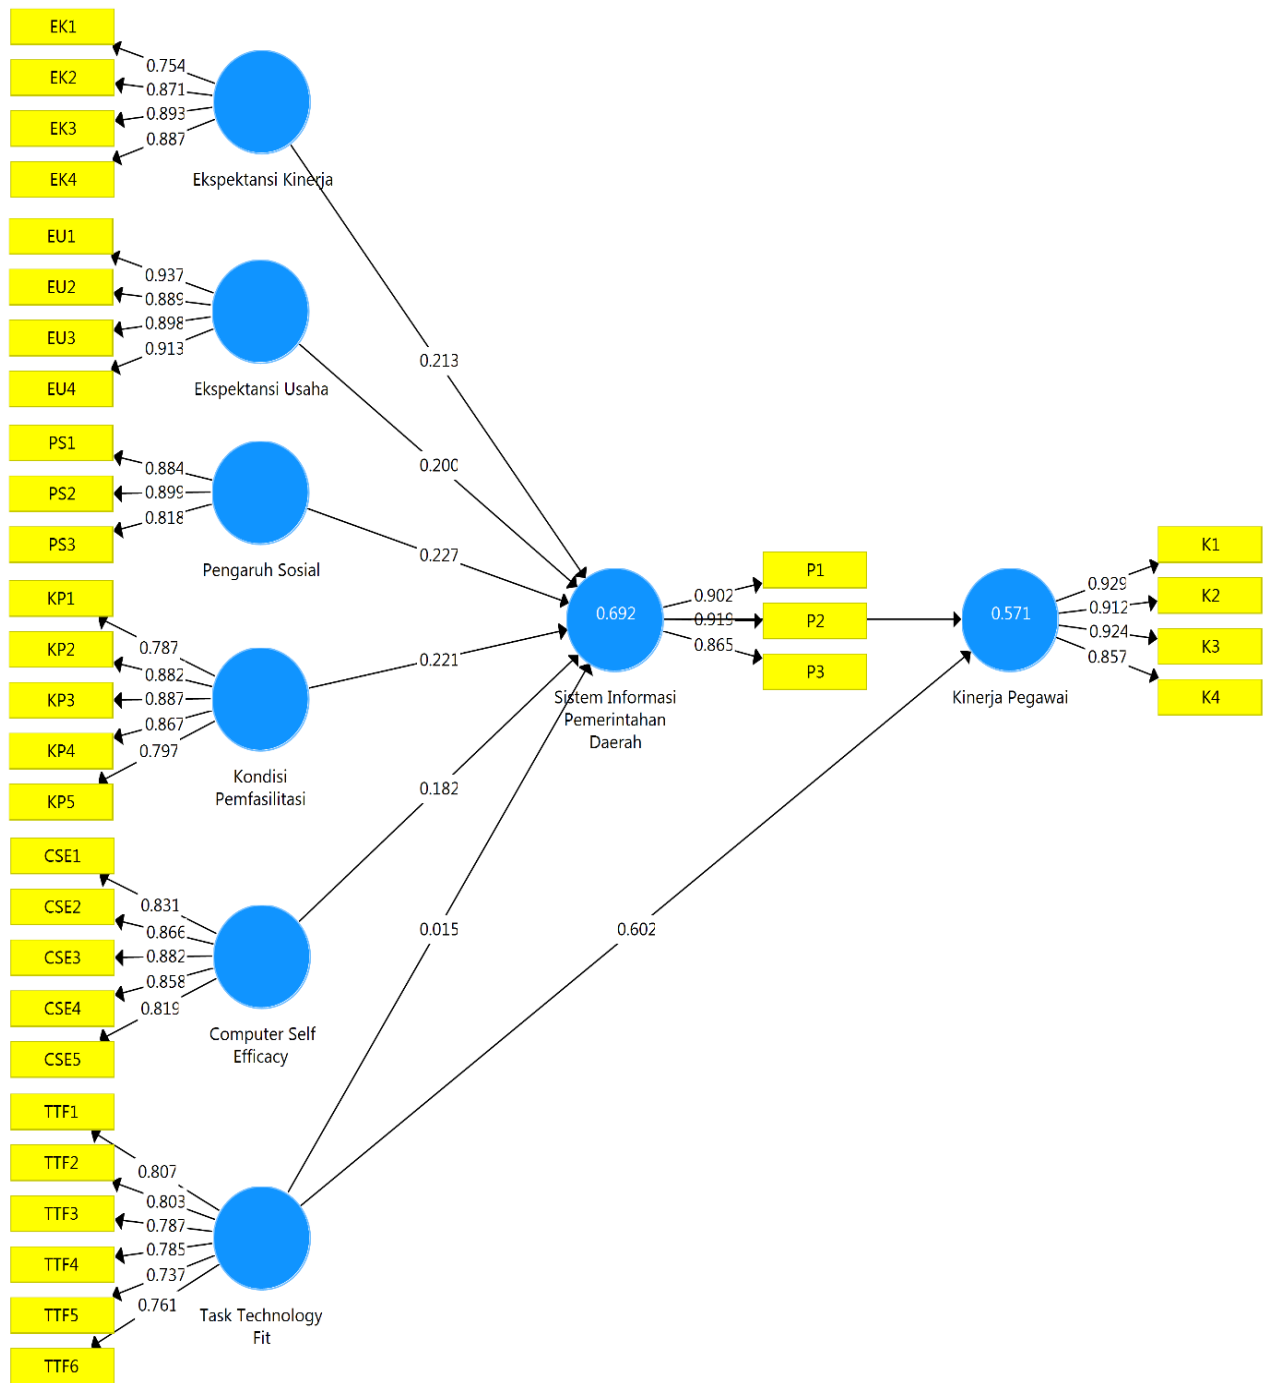 EK1
EK2
EK3
EK4
0.754
0.871
0.893
0.887
Ekspektansi Kinerja
EU1
EU2
EU3
EU4
0.937
0.889
0.898
0.913
Ekspektansi Usaha
PS1
PS2
PS3
0.884
0.899
0.818
Pengaruh Sosial
KP1
KP2
KP3
KP4
KP5
0.787
0.882
0.887
0.867
0.797
Kondisi
Pemfasilitasi
CSE1
CSE2
CSE3
CSE4
CSE5
0.831
0.866
0.882
0.858
0.819
Computer Self
Efficacy
TTF1
TTF2
TTF3
TTF4
TTF5
TTF6
0.807
0.803
0.787
0.785
0.737
0.761
Task Technology
Fit
0.213
0.200
0.227
0.221
0.182
0.015
0.602
0.692
Sistem Informasi
Pemerintahan
Daerah
0.902
0.919
0.865
P1
P2
P3
0.571
Kinerja Pegawai
0.929
0.912
0.924
0.857
K1
K2
K3
K4